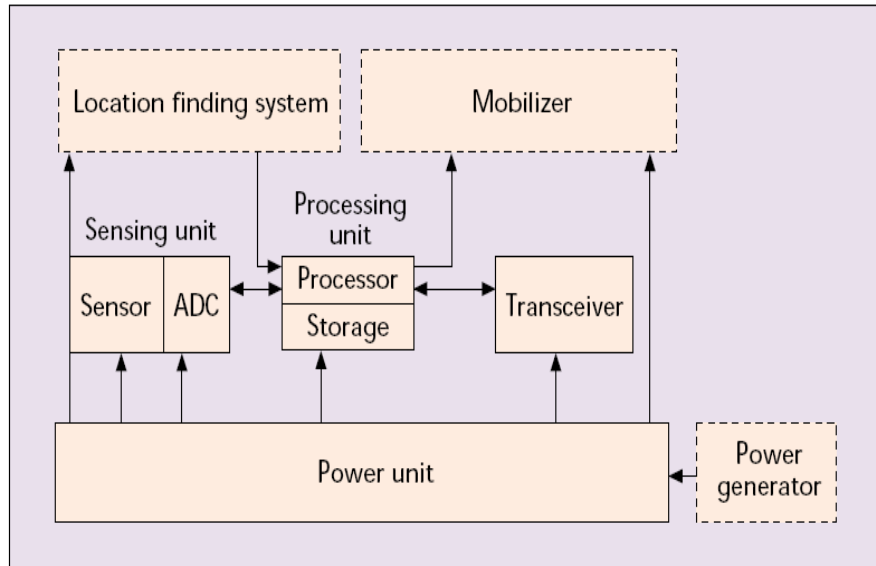 Location finding system
Mobilizer
Sensing unit
Processing
unit
Sensor
ADC
Processor
Storage
Transceiver
Power unit
Power
generator